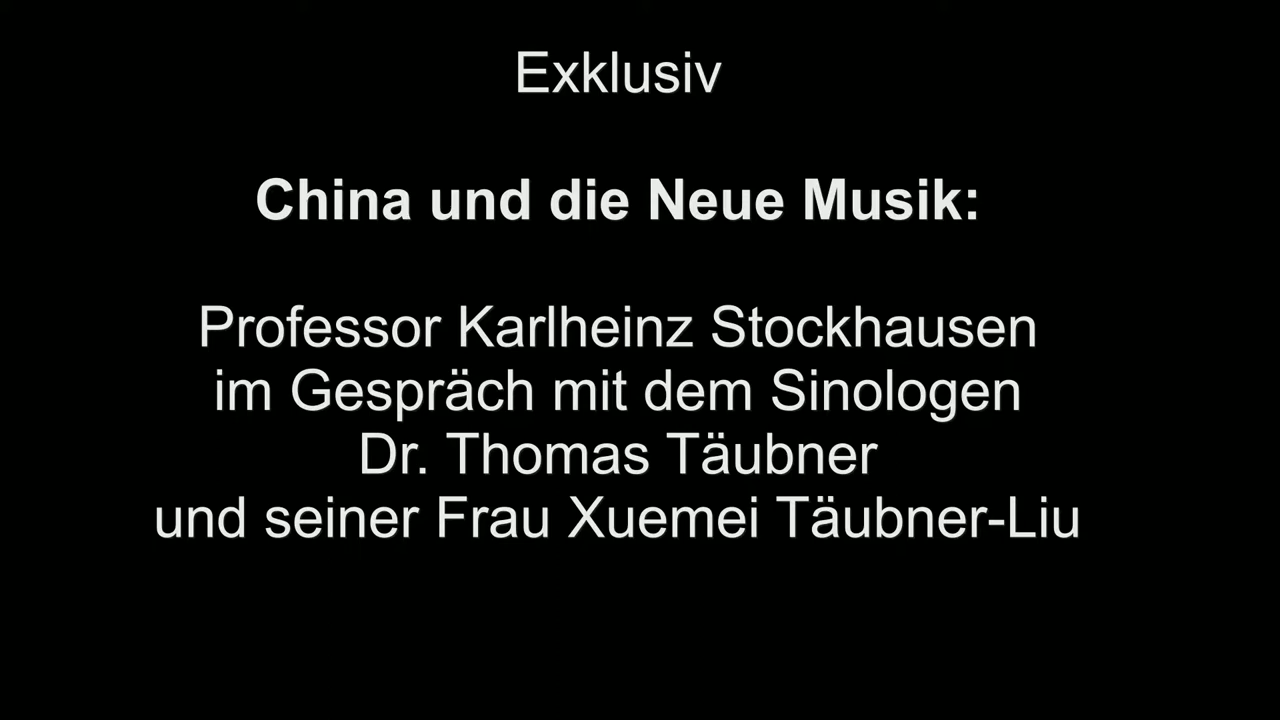 Exklusiv
China und die Neue Musik:
Professor Karlheinz Stockhausen
im Gespräch mit dem Sinologen
Dr. Thomas Täubner
und seiner Frau Xuemei Täubner-Liu